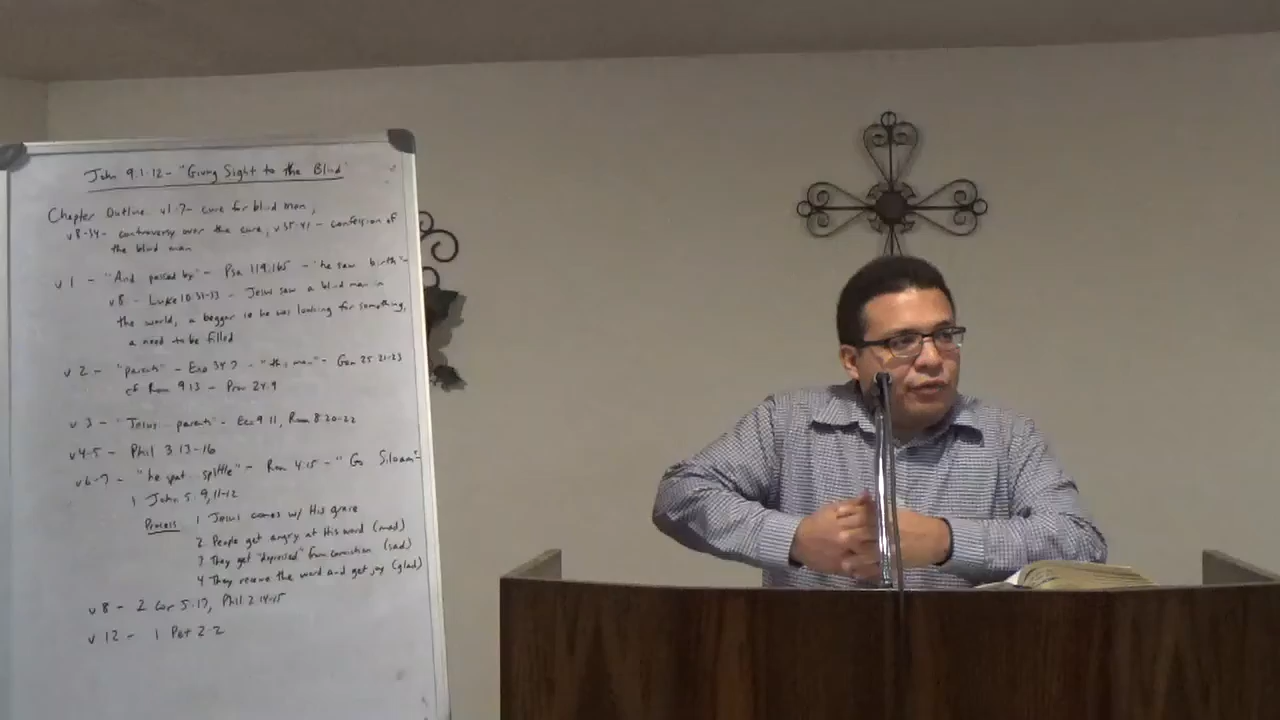 John 9:1-12 - "Giving Sight to the Blind"
Chapter Outline v1-7- cure for blind man,
v8-34- controversy over the cure, v35-41 - confession of
the blind man
v 1 - "And passed by" - Psa 119:165 - "he saw birth" -
v8 - Luke 10:31-33 - Jesus saw a blind man in
the world, a beggar ie he was looking for something,
a need to be filled
v 2 - "parents" - Exo 34:7 - "this man" - Gen 25:21-23
cf Rom 9:13 - Prov 24:9
v 3 - "Jesus... parents" - Ecc 9:11, Rom 8:20-22
v4-5 - Phil 3:13-16
v6-7 - "he spat.. spittle" - Rom 4:15 - "Go Siloam" -
1 John 5:9, 11-12
Process 1 Jesus comes w/ His grace
2 People get angry at His word (mad)
3 They get "depressed" from conviction (sad)
4 They receive the word and get joy (glad)
v8 - 2 Cor 5:17, Phil 2:14-15
v 12 - 1 Pet 2:2